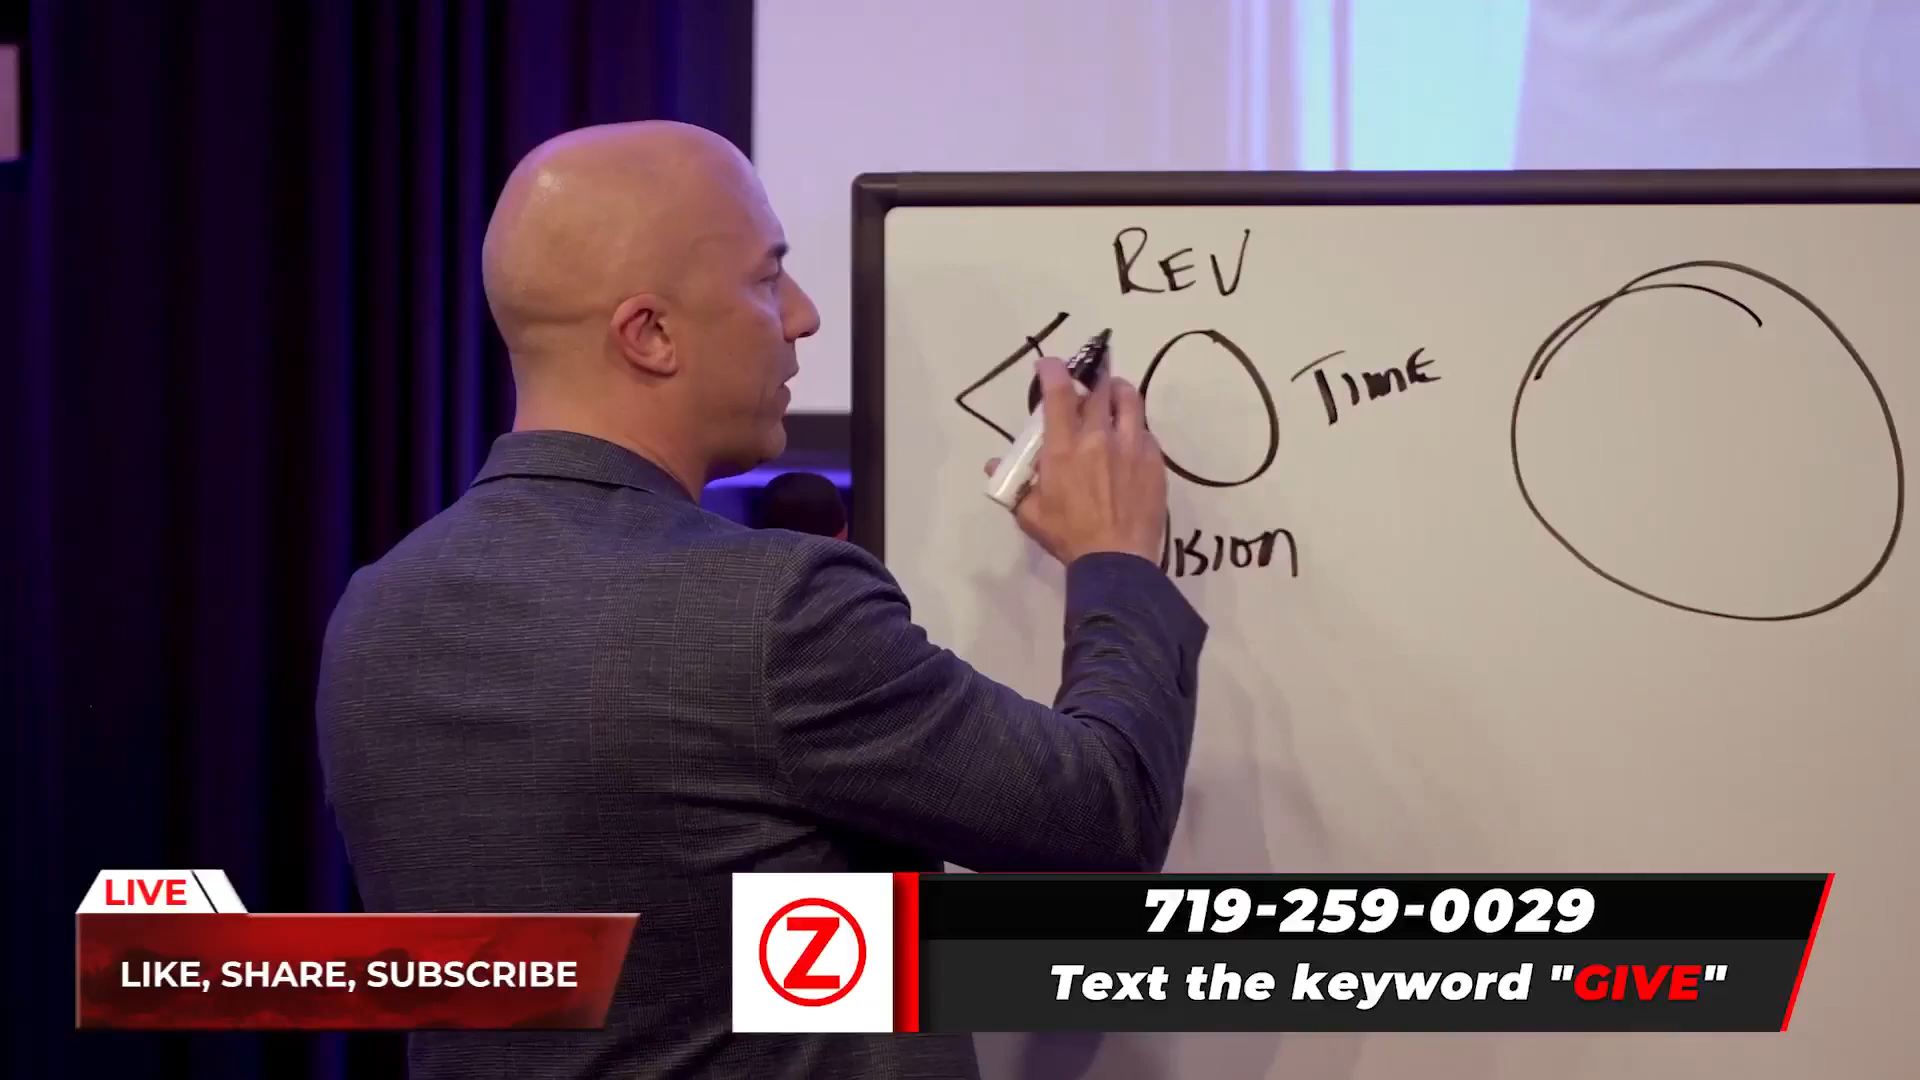 REV
TIME
ision
LIVE
LIKE, SHARE, SUBSCRIBE
Z
719-259-0029
Text the keyword "GIVE"